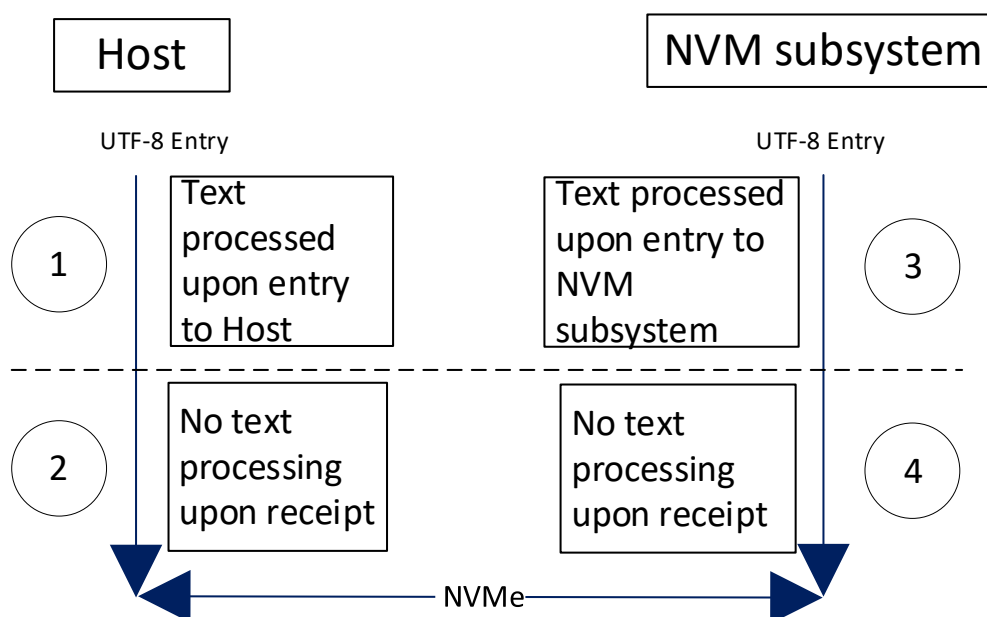 Host
NVM subsystem
UTF-8 Entry
UTF-8 Entry
1
Text
processed
upon entry
to Host
Text processed
upon entry to
NVM
subsystem
3
2
No text
processing
upon receipt
No text
processing
upon receipt
4
NVMe